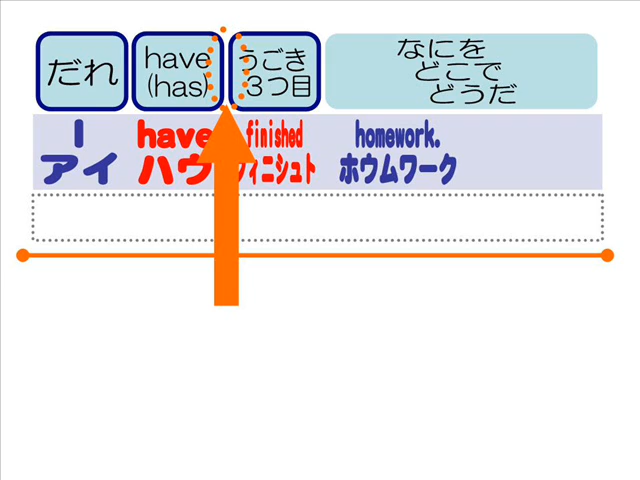 だれ
have
(has)
うごき
３つ目
なにを
どこで
どうだ
I have finished homework.
アイ ハウ フィニシュト ホウムワーク